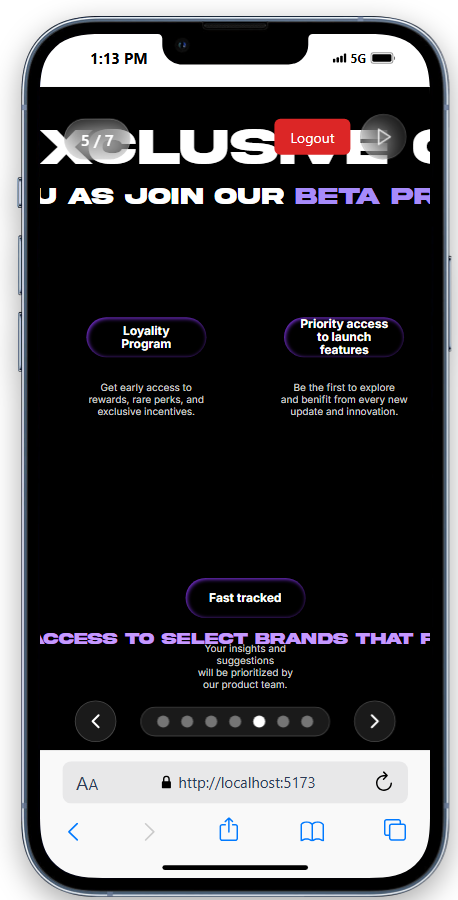 1:13 PM
5G
XCLUSIVE
5 / 7
Logout
U AS JOIN OUR BETA PR
Loyality
Program
Priority access
to launch
features
Get early access to
rewards, rare perks, and
exclusive incentives.
Be the first to explore
and benifit from every new
update and innovation.
Fast tracked
ACCESS TO SELECT BRANDS THAT
Your insights and
suggestions
will be prioritized by
our product team.
AA
http://localhost:5173